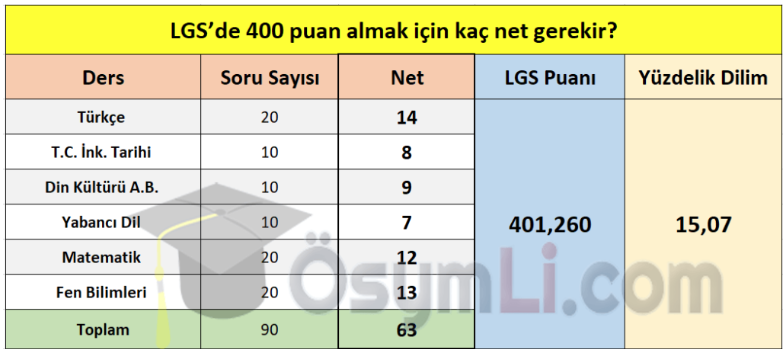 LGS’de 400 puan almak için kaç net gerekir?
Ders Soru Sayısı Net LGS Puanı Yüzdelik Dilim
Türkçe 20 14
T.C. İnk. Tarihi 10 8
Din Kültürü A.B. 10 9
Yabancı Dil 10 7 401,260 15,07
Matematik 20 12
Fen Bilimleri 20 13
ÖsymLi.com
Toplam 90 63